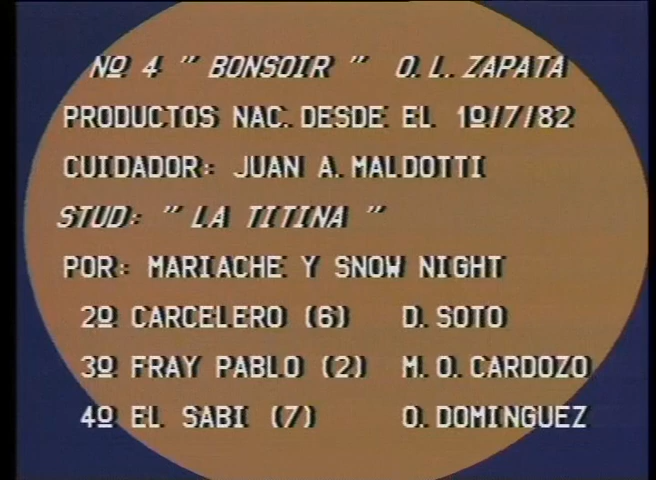 Nº 4 " BONSOIR " O. L. ZAPATA
PRODUCTOS NAC. DESDE EL 1º/7/82
CUIDADOR: JUAN A. MALDOTTI
STUD: " LA TITINA "
POR: MARIACHE Y SNOW NIGHT
2º CARCELERO (6) D. SOTO
3º FRAY PABLO (2) M. O. CARDOZO
4º EL SABI (7) O. DOMINGUEZ